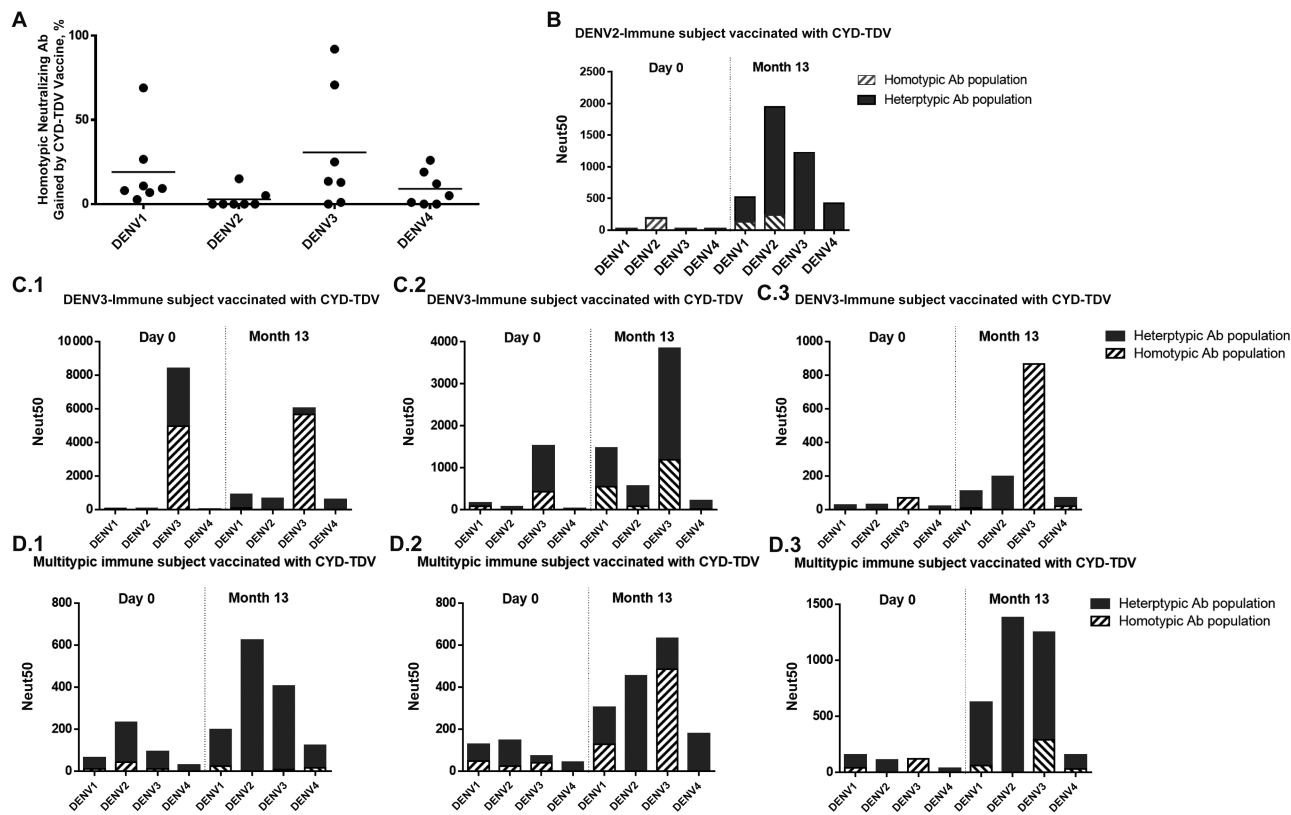 A
Homotypic Neutralizing Ab
Gained by CYD-TDV Vaccine, %
100
50
0
DENV1
DENV2
DENV3
DENV4
B
DENV2-Immune subject vaccinated with CYD-TDV
Day 0
Month 13
Neut50
2500
2000
1500
1000
500
0
DENV1
DENV2
DENV3
DENV4
DENV1
DENV2
DENV3
DENV4
Homotypic Ab population
Heterptypic Ab population
C.1
DENV3-Immune subject vaccinated with CYD-TDV
Day 0
Month 13
Neut50
10000
8000
6000
4000
2000
0
DENV1
DENV2
DENV3
DENV4
DENV1
DENV2
DENV3
DENV4
C.2
DENV3-Immune subject vaccinated with CYD-TDV
Day 0
Month 13
Neut50
4000
3000
2000
1000
0
DENV1
DENV2
DENV3
DENV4
DENV1
DENV2
DENV3
DENV4
C.3
DENV3-Immune subject vaccinated with CYD-TDV
Day 0
Month 13
Neut50
1000
800
600
400
200
0
DENV1
DENV2
DENV3
DENV4
DENV1
DENV2
DENV3
DENV4
Heterptypic Ab population
Homotypic Ab population
D.1
Multitypic immune subject vaccinated with CYD-TDV
Day 0
Month 13
Neut50
800
600
400
200
0
DENV1
DENV2
DENV3
DENV4
DENV1
DENV2
DENV3
DENV4
D.2
Multitypic immune subject vaccinated with CYD-TDV
Day 0
Month 13
Neut50
800
600
400
200
0
DENV1
DENV2
DENV3
DENV4
DENV1
DENV2
DENV3
DENV4
D.3
Multitypic immune subject vaccinated with CYD-TDV
Day 0
Month 13
Neut50
1500
1000
500
0
DENV1
DENV2
DENV3
DENV4
DENV1
DENV2
DENV3
DENV4
Heterptypic Ab population
Homotypic Ab population